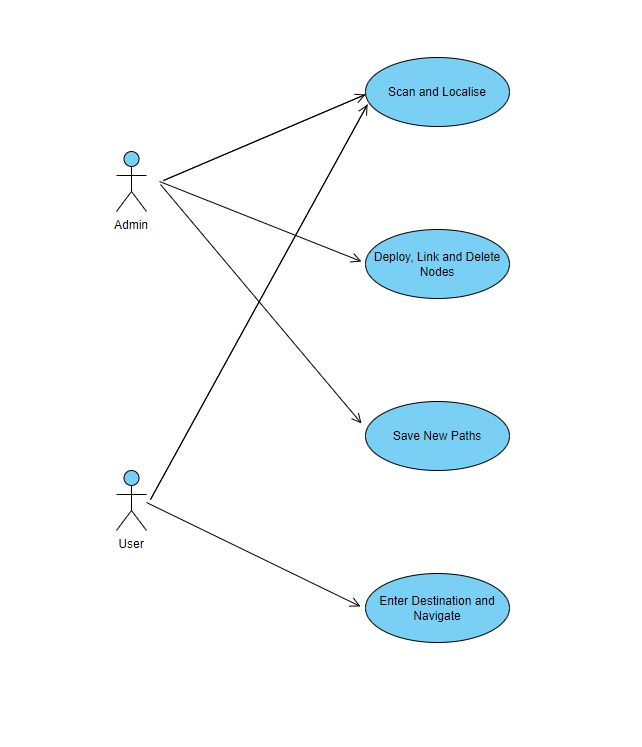 Scan and Localise
Admin
Deploy, Link and Delete
Nodes
Save New Paths
User
Enter Destination and
Navigate